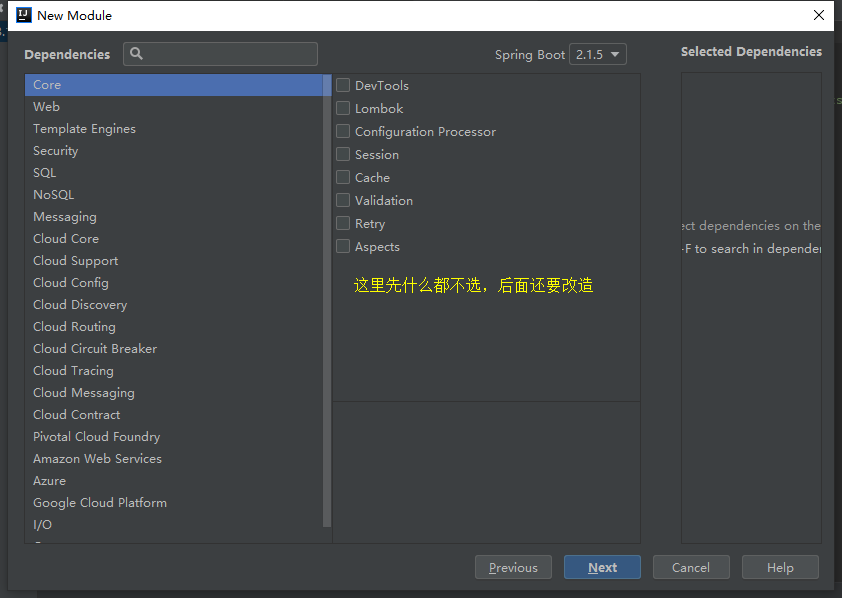 New Module
Dependencies
Spring Boot 2.1.5
Selected Dependencies
Core
Web
Template Engines
Security
SQL
NoSQL
Messaging
Cloud Core
Cloud Support
Cloud Config
Cloud Discovery
Cloud Routing
Cloud Circuit Breaker
Cloud Tracing
Cloud Messaging
Cloud Contract
Pivotal Cloud Foundry
Amazon Web Services
Azure
Google Cloud Platform
I/O
DevTools
Lombok
Configuration Processor
Session
Cache
Validation
Retry
Aspects
这里先什么都不选，后面还要改造
ect dependencies on the
-F to search in depender
Previous
Next
Cancel
Help